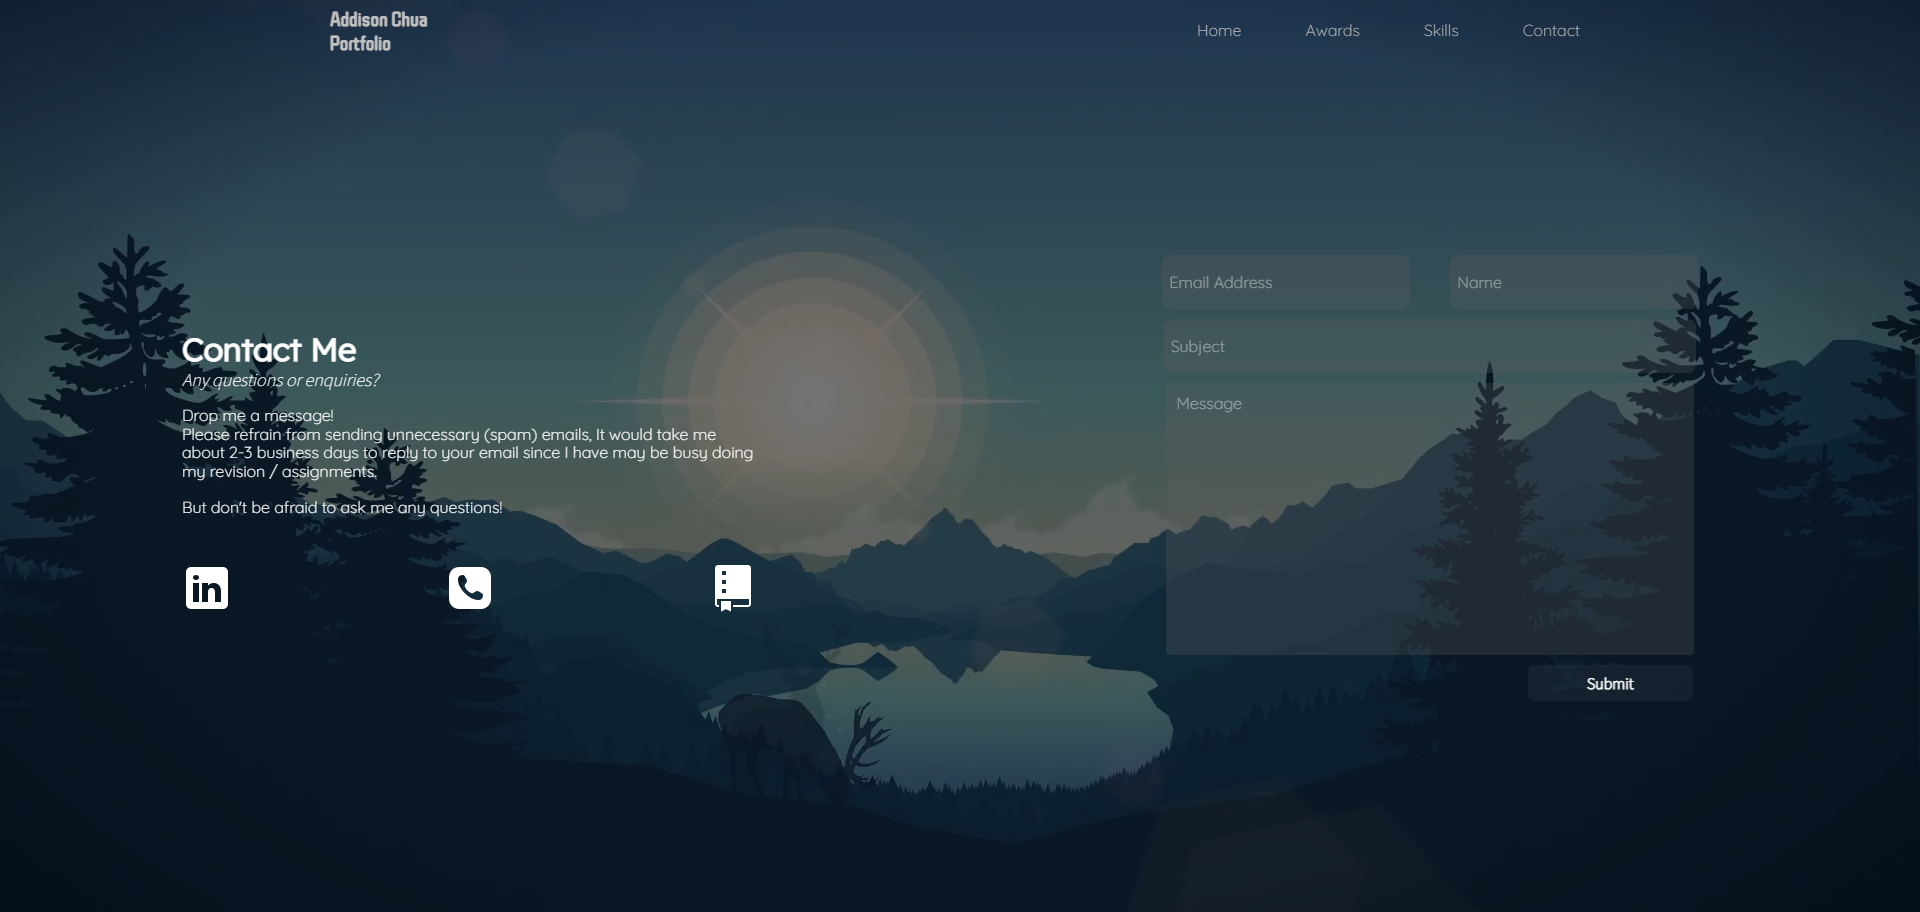 Addison Chua
Portfolio
Home
Awards
Skills
Contact
Contact Me
Any questions or enquiries?
Drop me a message!
Please refrain from sending unnecessary (spam) emails, It would take me
about 2-3 business days to reply to your email since I have may be busy doing
my revision / assignments.
But don't be afraid to ask me any questions!
in
Email Address
Name
Subject
Message
Submit